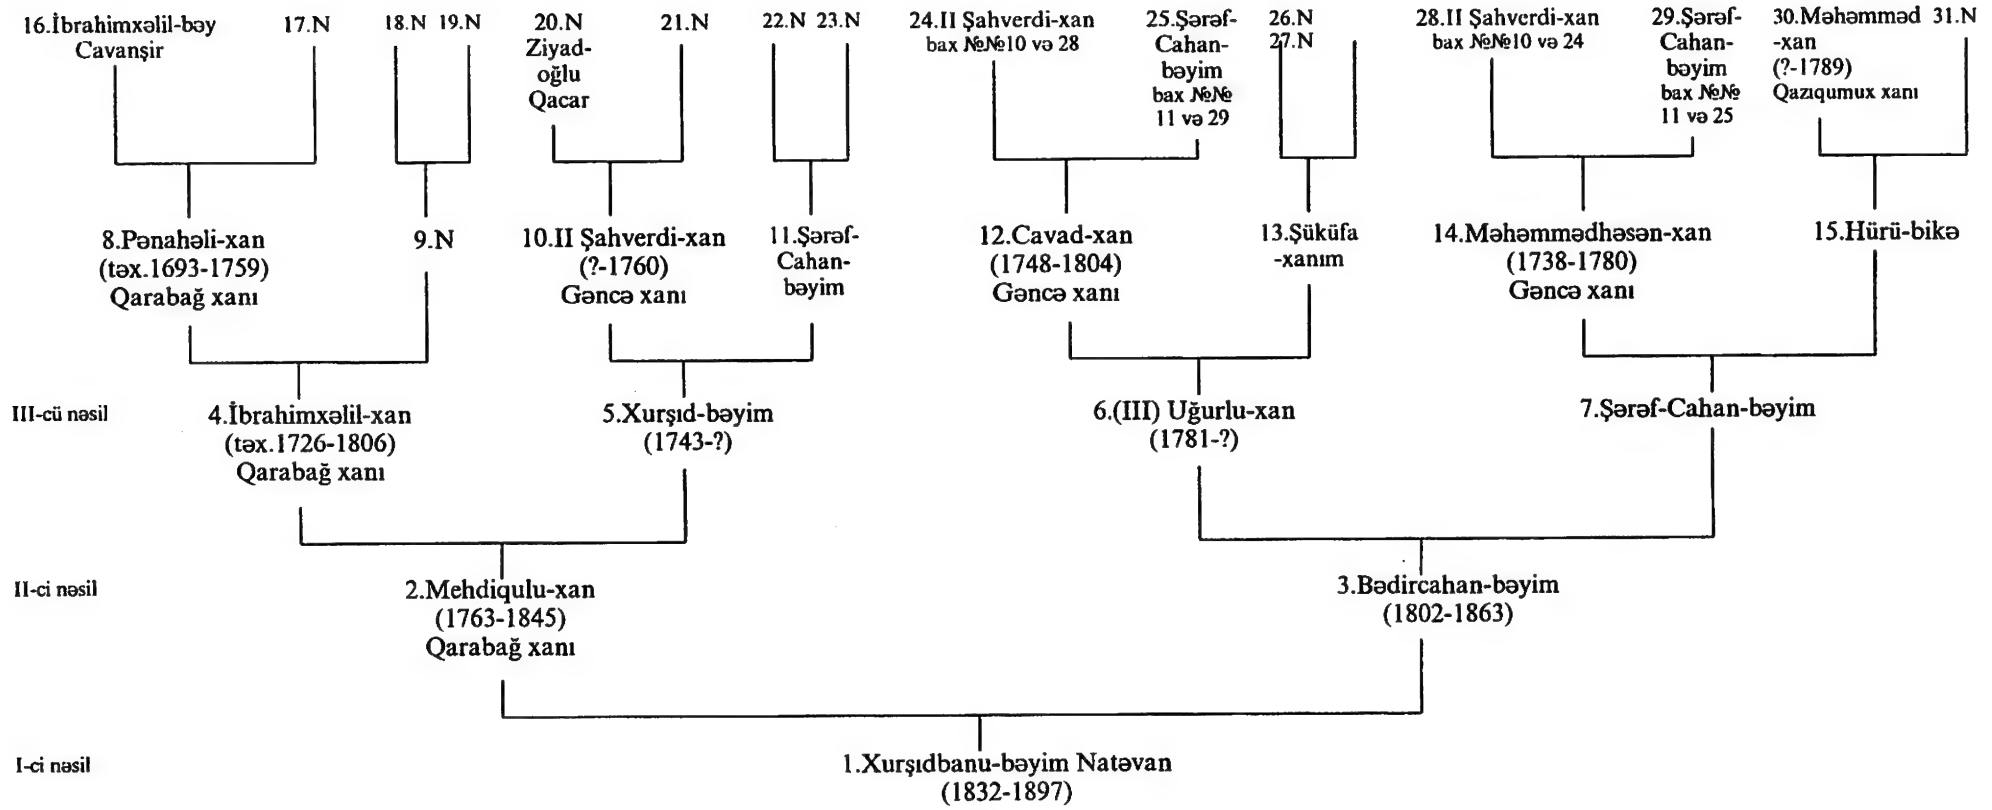 16.İbrahimxəlil-bəy
Cavanşir
17.N
18.N 19.N
20.N
Ziyad-
oğlu
Qacar
21.N
22.N 23.N
24.II Şahverdi-xan
bax №№10 və 28
25.Şərəf-
Cahan-
bəyim
bax №№
11 və 29
26.N
27.N
28.II Şahverdi-xan
bax №№10 və 24
29.Şərəf-
Cahan-
bəyim
bax №№
11 və 25
30.Məhəmməd
-xan
(?-1789)
Qazıqumux xanı
31.N
8.Pənahəli-xan
(təx.1693-1759)
Qarabağ xanı
9.N
10.II Şahverdi-xan
(?-1760)
Gəncə xanı
11.Şərəf-
Cahan-
bəyim
12.Cavad-xan
(1748-1804)
Gəncə xanı
13.Şüküfa
-xanım
14.Məhəmmədhəsən-xan
(1738-1780)
Gəncə xanı
15.Hürü-bikə
III-cü nəsil
4.İbrahimxəlil-xan
(təx.1726-1806)
Qarabağ xanı
5.Xurşıd-bəyim
(1743-?)
6.(III) Uğurlu-xan
(1781-?)
7.Şərəf-Cahan-bəyim
II-ci nəsil
2.Mehdiqulu-xan
(1763-1845)
Qarabağ xanı
3.Bədircahan-bəyim
(1802-1863)
I-ci nəsil
1.Xurşıdbanu-bəyim Natəvan
(1832-1897)